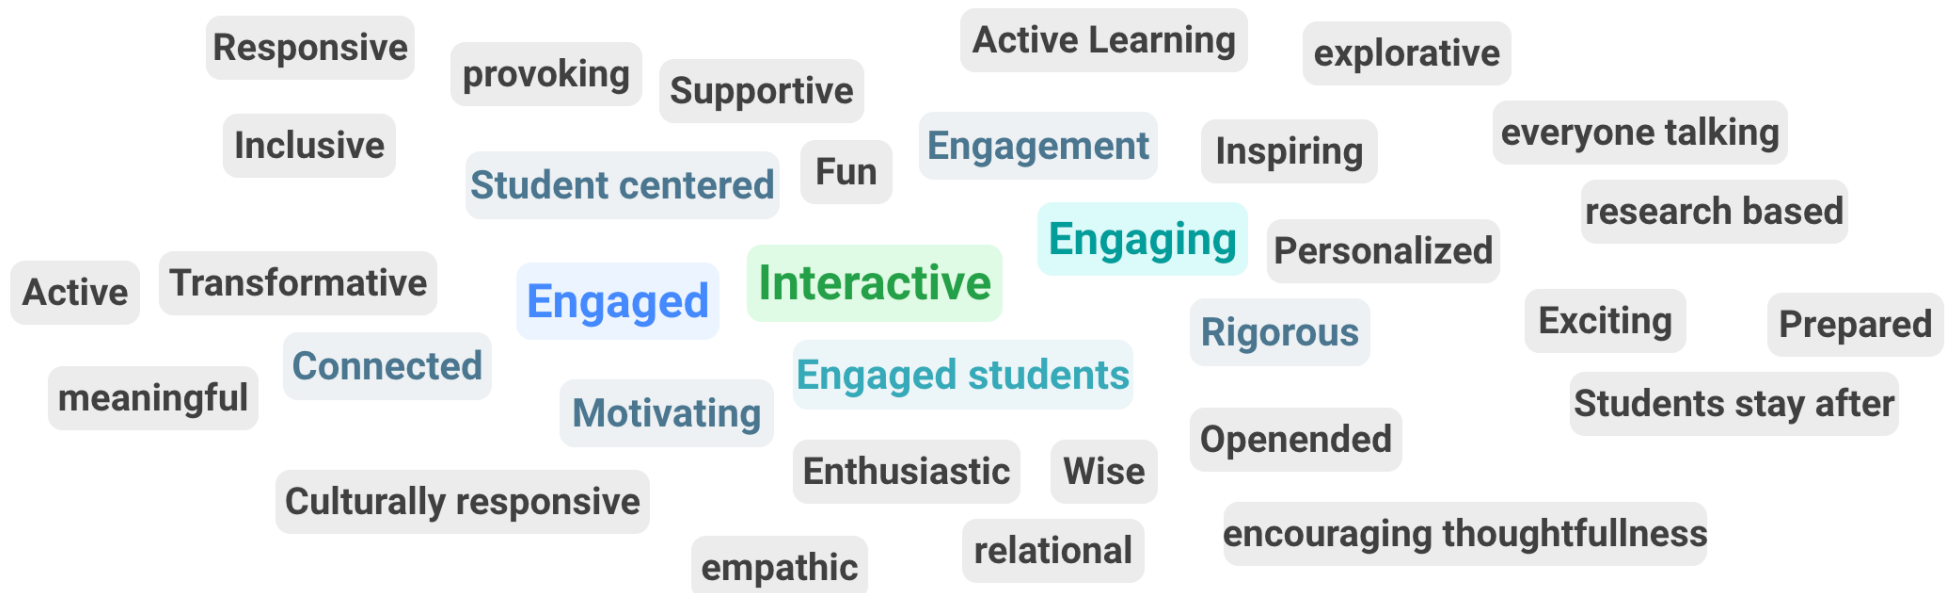 Responsive
provoking
Supportive
Active Learning
explorative
Inclusive
Student centered
Fun
Engagement
Inspiring
everyone talking
research based
Active
Transformative
Engaged
Interactive
Engaging
Personalized
Connected
Engaged students
Rigorous
Exciting
Prepared
meaningful
Motivating
Students stay after
Openended
Enthusiastic
Wise
Culturally responsive
encouraging thoughtfullness
empathic
relational